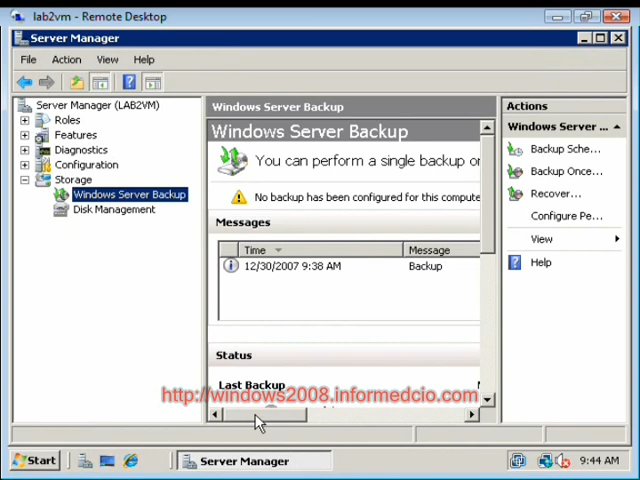 lab2vm - Remote Desktop
Server Manager
File Action View Help
Server Manager (LAB2VM)
Roles
Features
Diagnostics
Configuration
Storage
Windows Server Backup
Disk Management
Windows Server Backup
Windows Server Backup
You can perform a single backup or
No backup has been configured for this compute
Messages
Time Message
12/30/2007 9:38 AM Backup
Status
Last Backup
http://windows2008.informedcio.com
Actions
Windows Server ...
Backup Sche...
Backup Once...
Recover...
Configure Pe...
View
Help
Start
Server Manager
9:44 AM